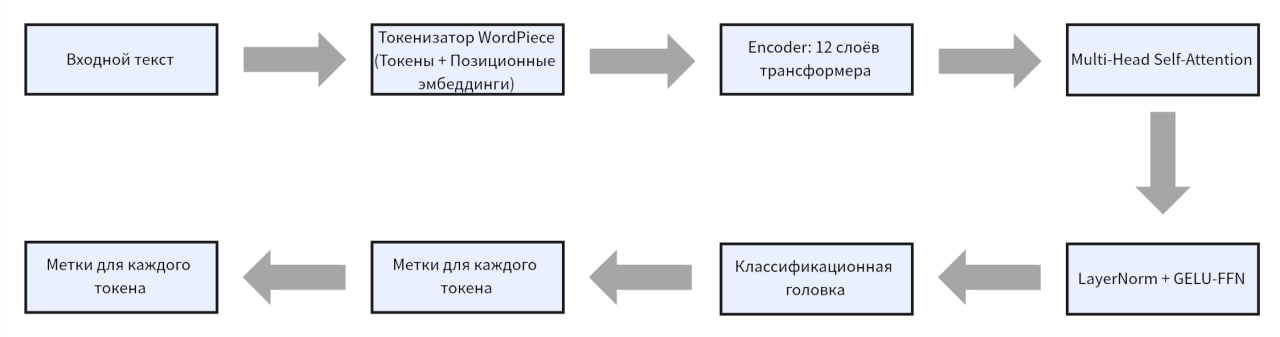 Входной текст
Токенизатор WordPiece
(Токены + Позиционные
эмбеддинги)
Encoder: 12 слоёв
трансформера
Multi-Head Self-Attention
LayerNorm + GELU-FFN
Классификационная
головка
Метки для каждого
токена
Метки для каждого
токена